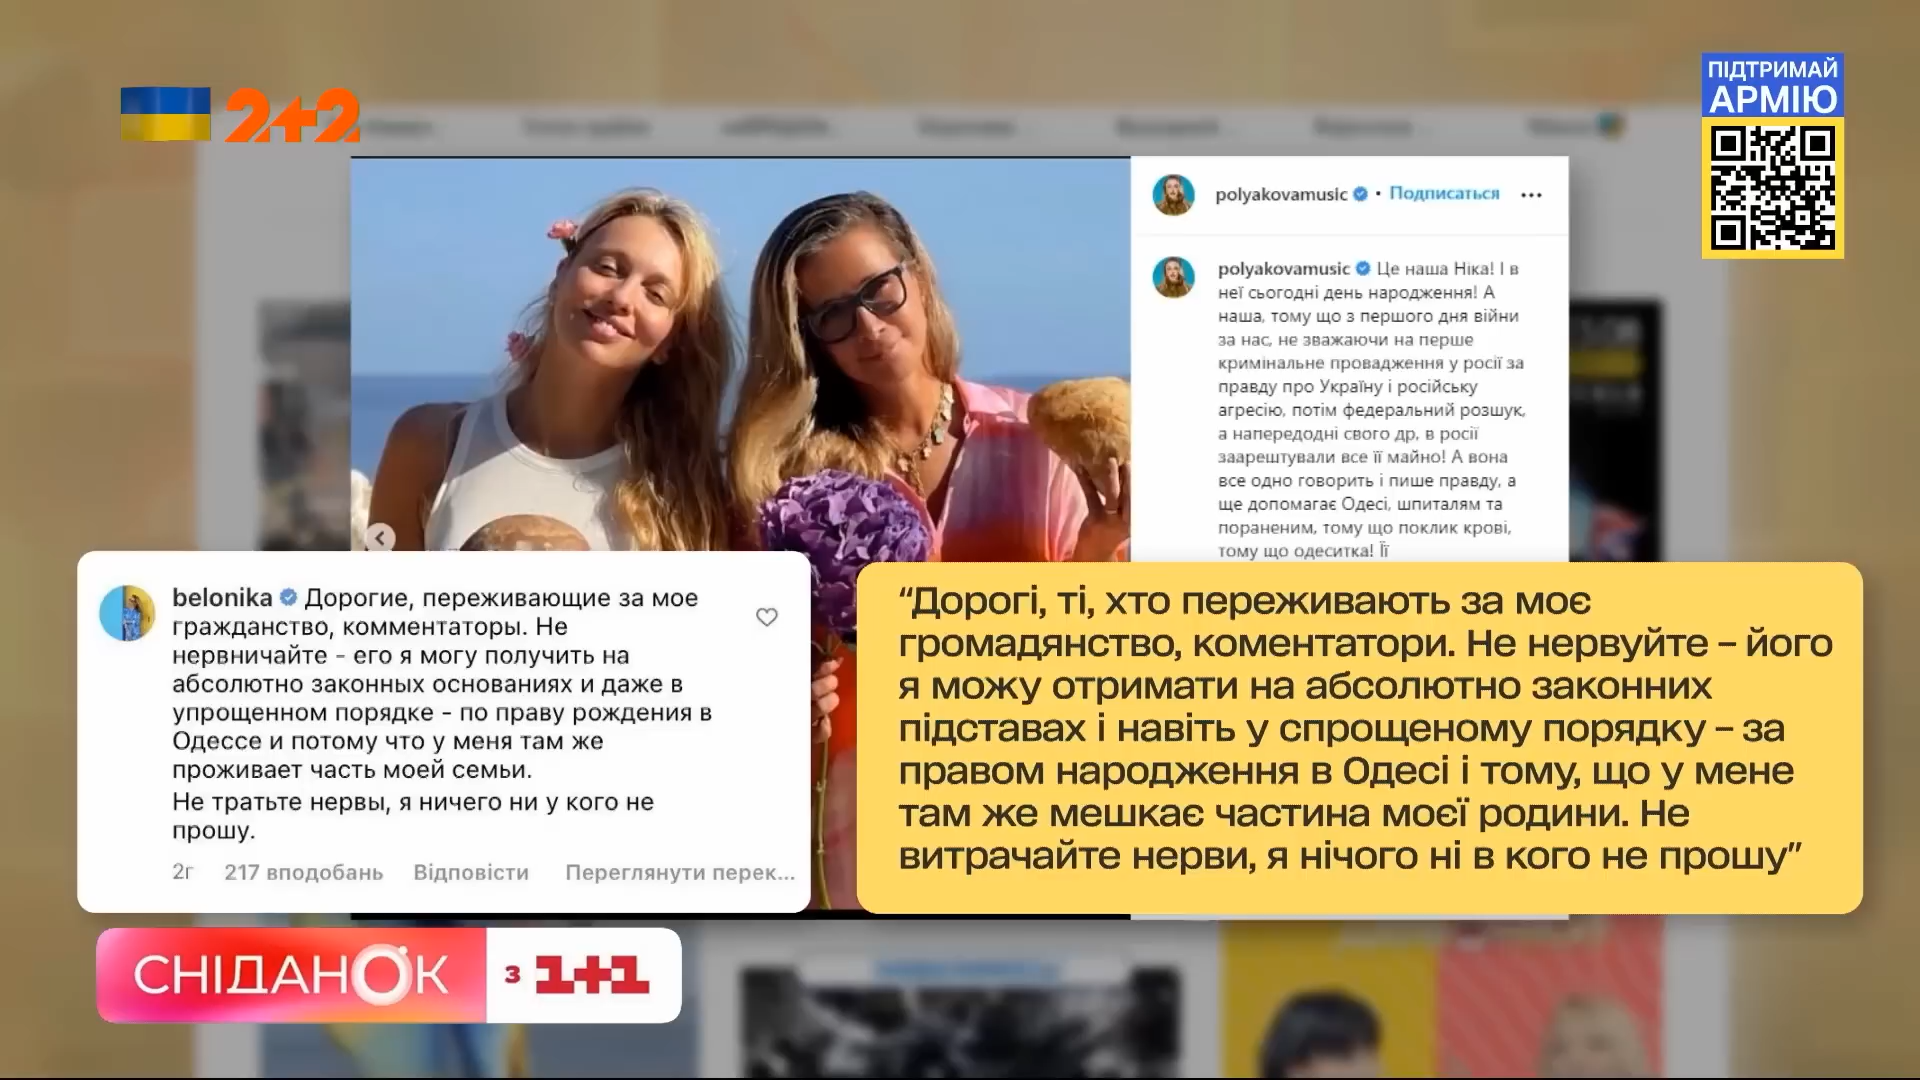 2+2
ПІДТРИМАЙ
АРМІЮ
polyakovamusic • Подписаться •••
polyakovamusic Це наша Ніка! І в
неї сьогодні день народження! А
наша, тому що з першого дня війни
за нас, не зважаючи на перше
кримінальне провадження у росії за
правду про Україну і російську
агресію, потім федеральний розшук,
а напередодні свого др, в росії
заарештували все її майно! А вона
все одно говорить і пише правду, а
ще допомагає Одесі, шпиталям та
пораненим, тому що поклик крові,
тому що одеситка! Її
belonika Дорогие, переживающие за мое
гражданство, комментаторы. Не
нервничайте - его я могу получить на
абсолютно законных основаниях и даже в
упрощенном порядке - по праву рождения в
Одессе и потому что у меня там же
проживает часть моей семьи.
Не тратьте нервы, я ничего ни у кого не
прошу.
2г 217 вподобань Відповісти Переглянути перек...
“Дорогі, ті, хто переживають за моє
громадянство, коментатори. Не нервуйте – його
я можу отримати на абсолютно законних
підставах і навіть у спрощеному порядку – за
правом народження в Одесі і тому, що у мене
там же мешкає частина моєї родини. Не
витрачайте нерви, я нічого ні в кого не прошу”
СНІДАНОК з 1+1